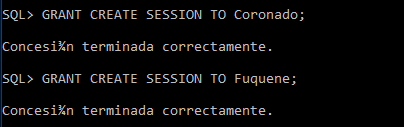 SQL> GRANT CREATE SESSION TO Coronado;
Concesi¾n terminada correctamente.
SQL> GRANT CREATE SESSION TO Fuquene;
Concesi¾n terminada correctamente.